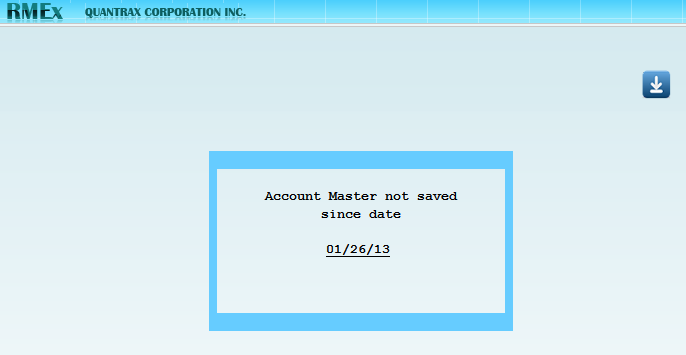 RMEx QUANTRAX CORPORATION INC.
Account Master not saved
since date
01/26/13